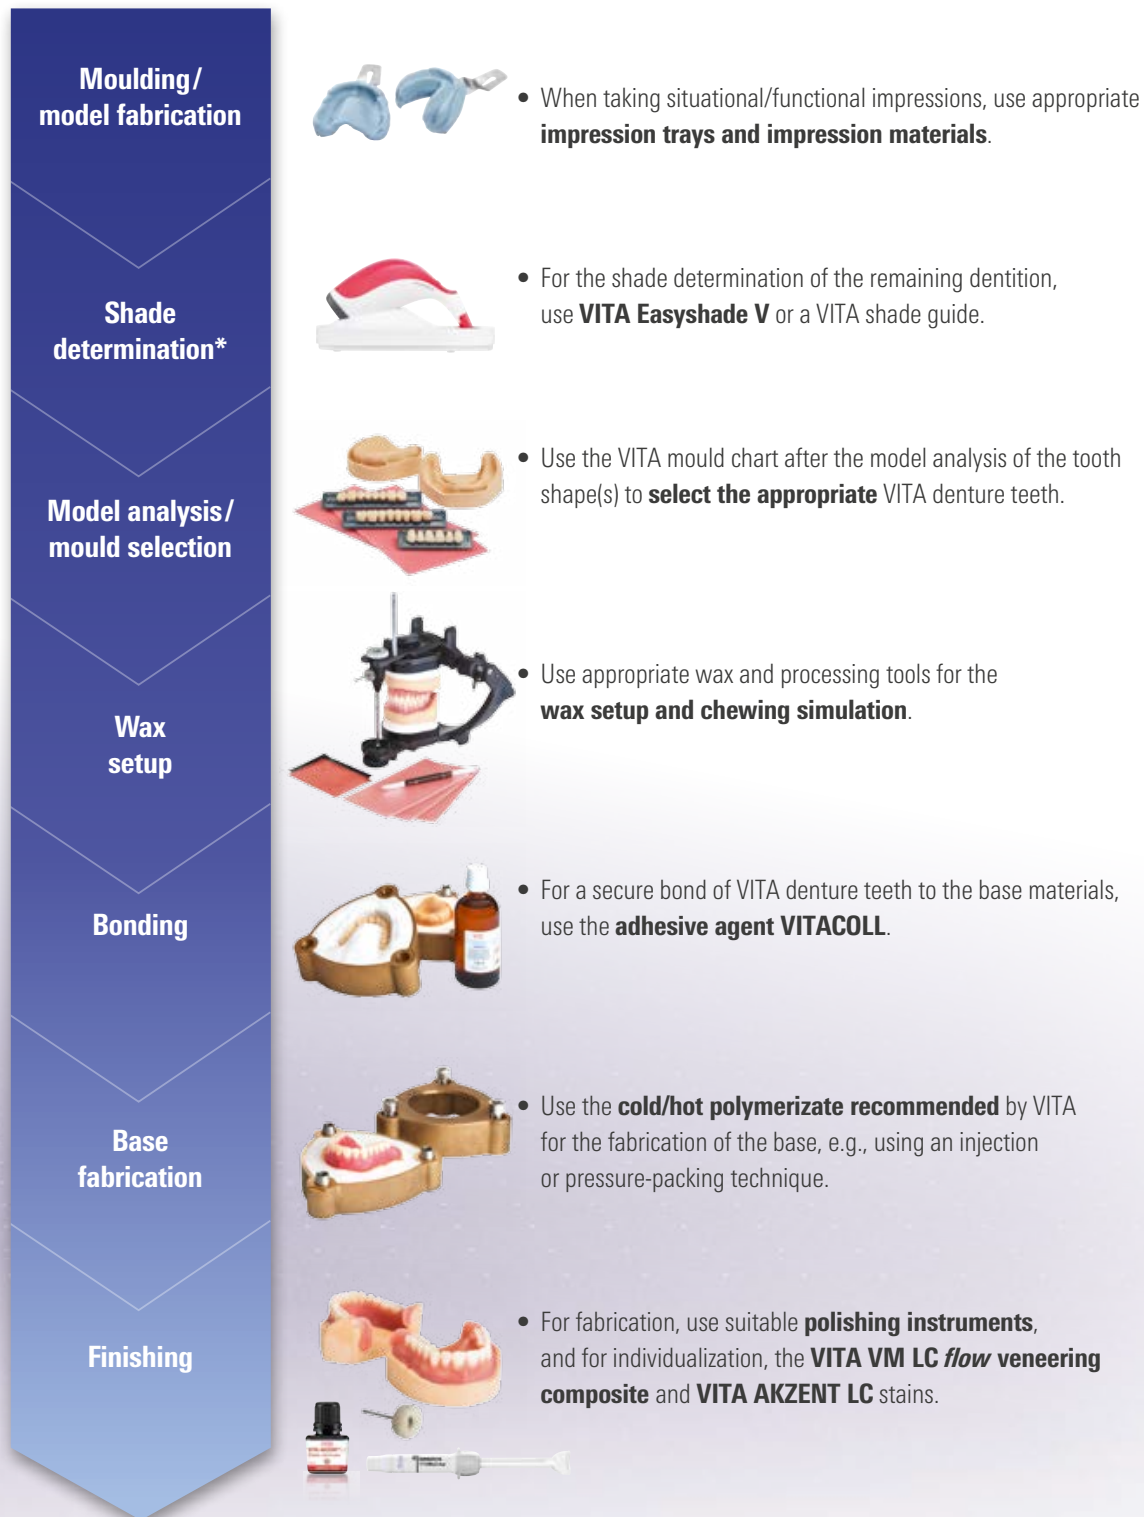 Moulding/
model fabrication
• When taking situational/functional impressions, use appropriate
impression trays and impression materials.
Shade
determination*
• For the shade determination of the remaining dentition,
use VITA Easyshade V or a VITA shade guide.
Model analysis/
mould selection
• Use the VITA mould chart after the model analysis of the tooth
shape(s) to select the appropriate VITA denture teeth.
Wax
setup
• Use appropriate wax and processing tools for the
wax setup and chewing simulation.
Bonding
• For a secure bond of VITA denture teeth to the base materials,
use the adhesive agent VITACOLL.
Base
fabrication
• Use the cold/hot polymerizate recommended by VITA
for the fabrication of the base, e.g., using an injection
or pressure-packing technique.
Finishing
• For fabrication, use suitable polishing instruments,
and for individualization, the VITA VM LC flow veneering
composite and VITA AKZENT LC stains.